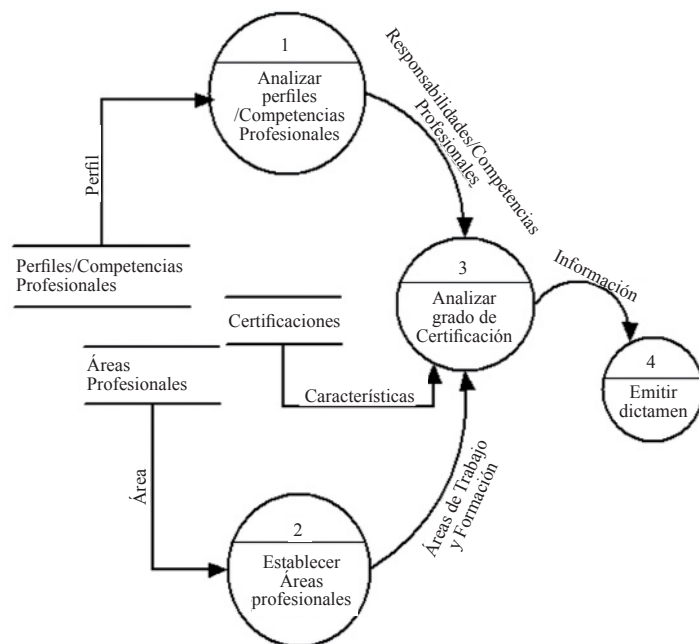 1
Analizar
perfiles
/Competencias
Profesionales
Responsabilidades/Competencias
Profesionales
Perfil
Perfiles/Competencias
Profesionales
3
Analizar
grado de
Certificación
Información
Certificaciones
4
Emitir
dictamen
Áreas
Profesionales
Características
Área
Áreas de Trabajo
y Formación
2
Establecer
Áreas
profesionales